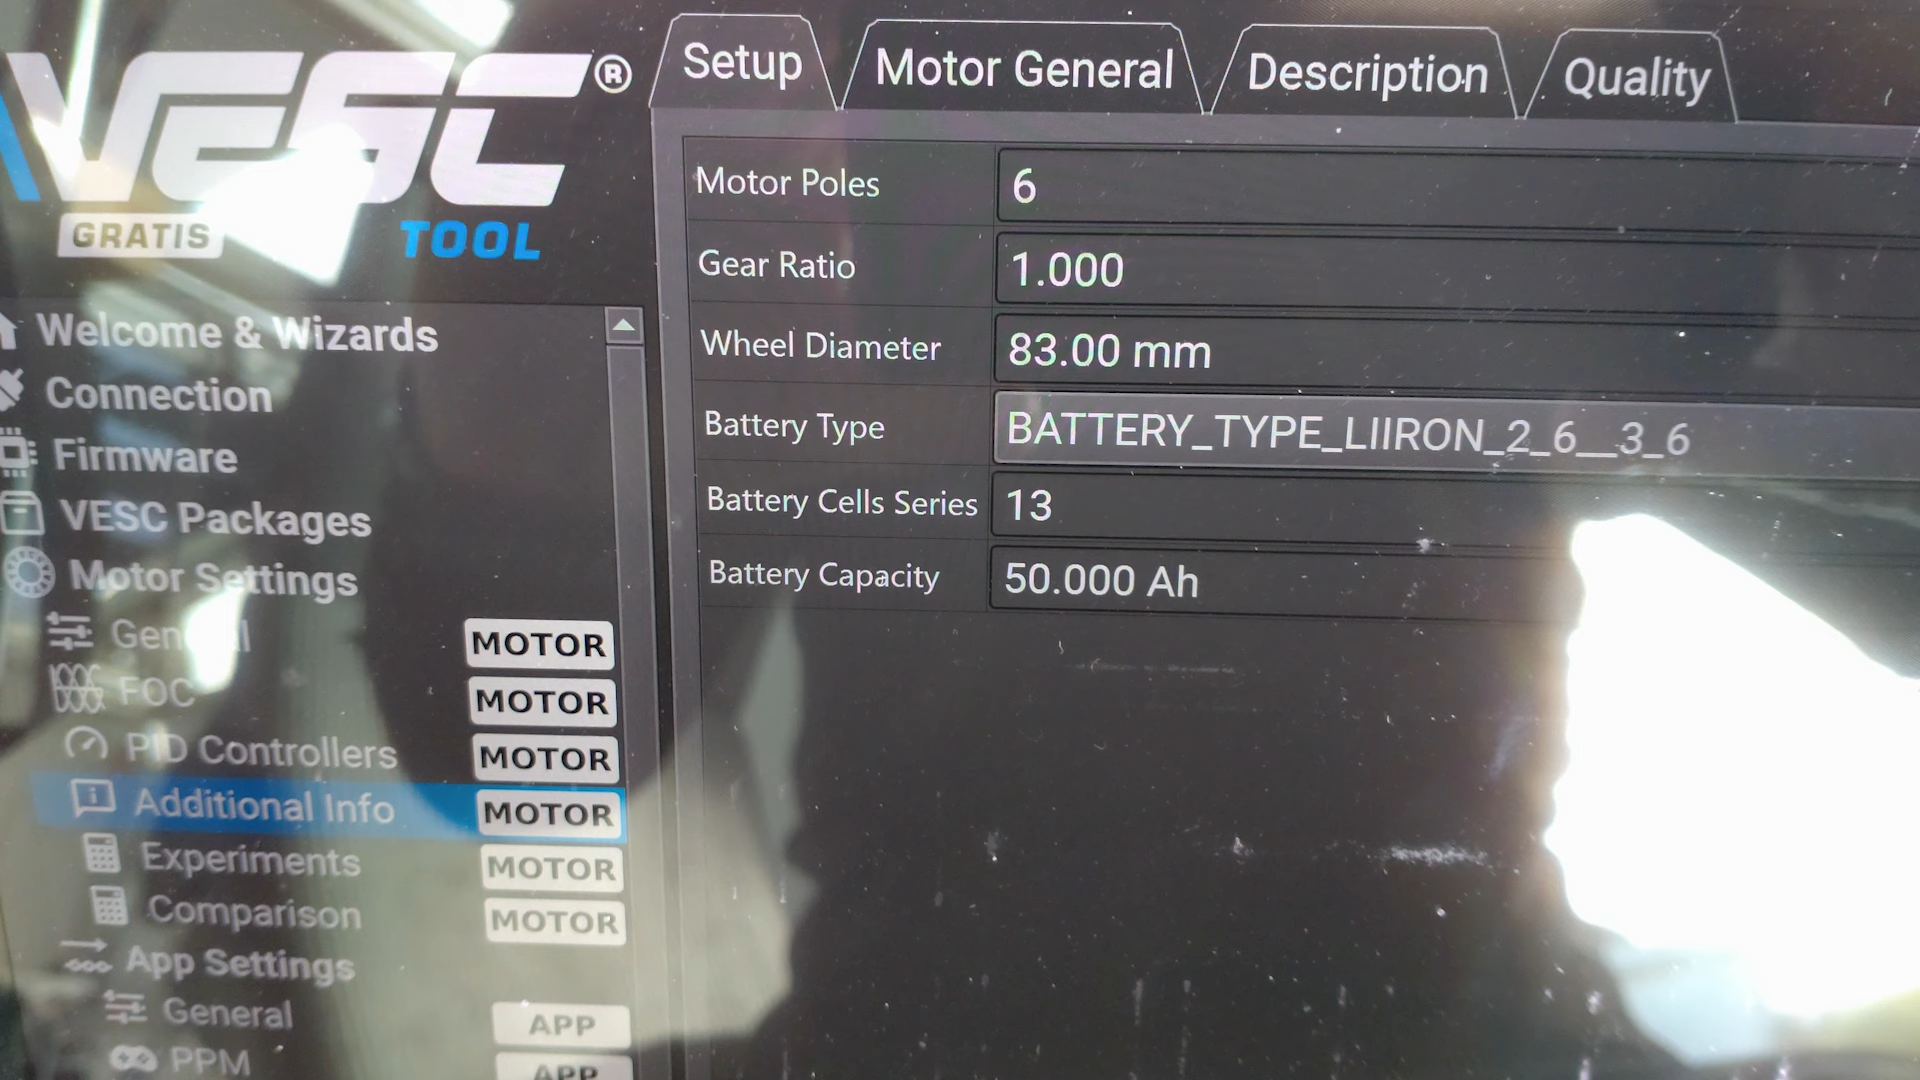 VESC®
GRATIS
TOOL
Welcome & Wizards
Connection
Firmware
VESC Packages
Motor Settings
General MOTOR
FOC MOTOR
PID Controllers MOTOR
Additional Info MOTOR
Experiments MOTOR
Comparison MOTOR
App Settings
General APP
PPM APP
Setup
Motor General
Description
Quality
Motor Poles 6
Gear Ratio 1.000
Wheel Diameter 83.00 mm
Battery Type BATTERY_TYPE_LIIRON_2_6__3_6
Battery Cells Series 13
Battery Capacity 50.000 Ah